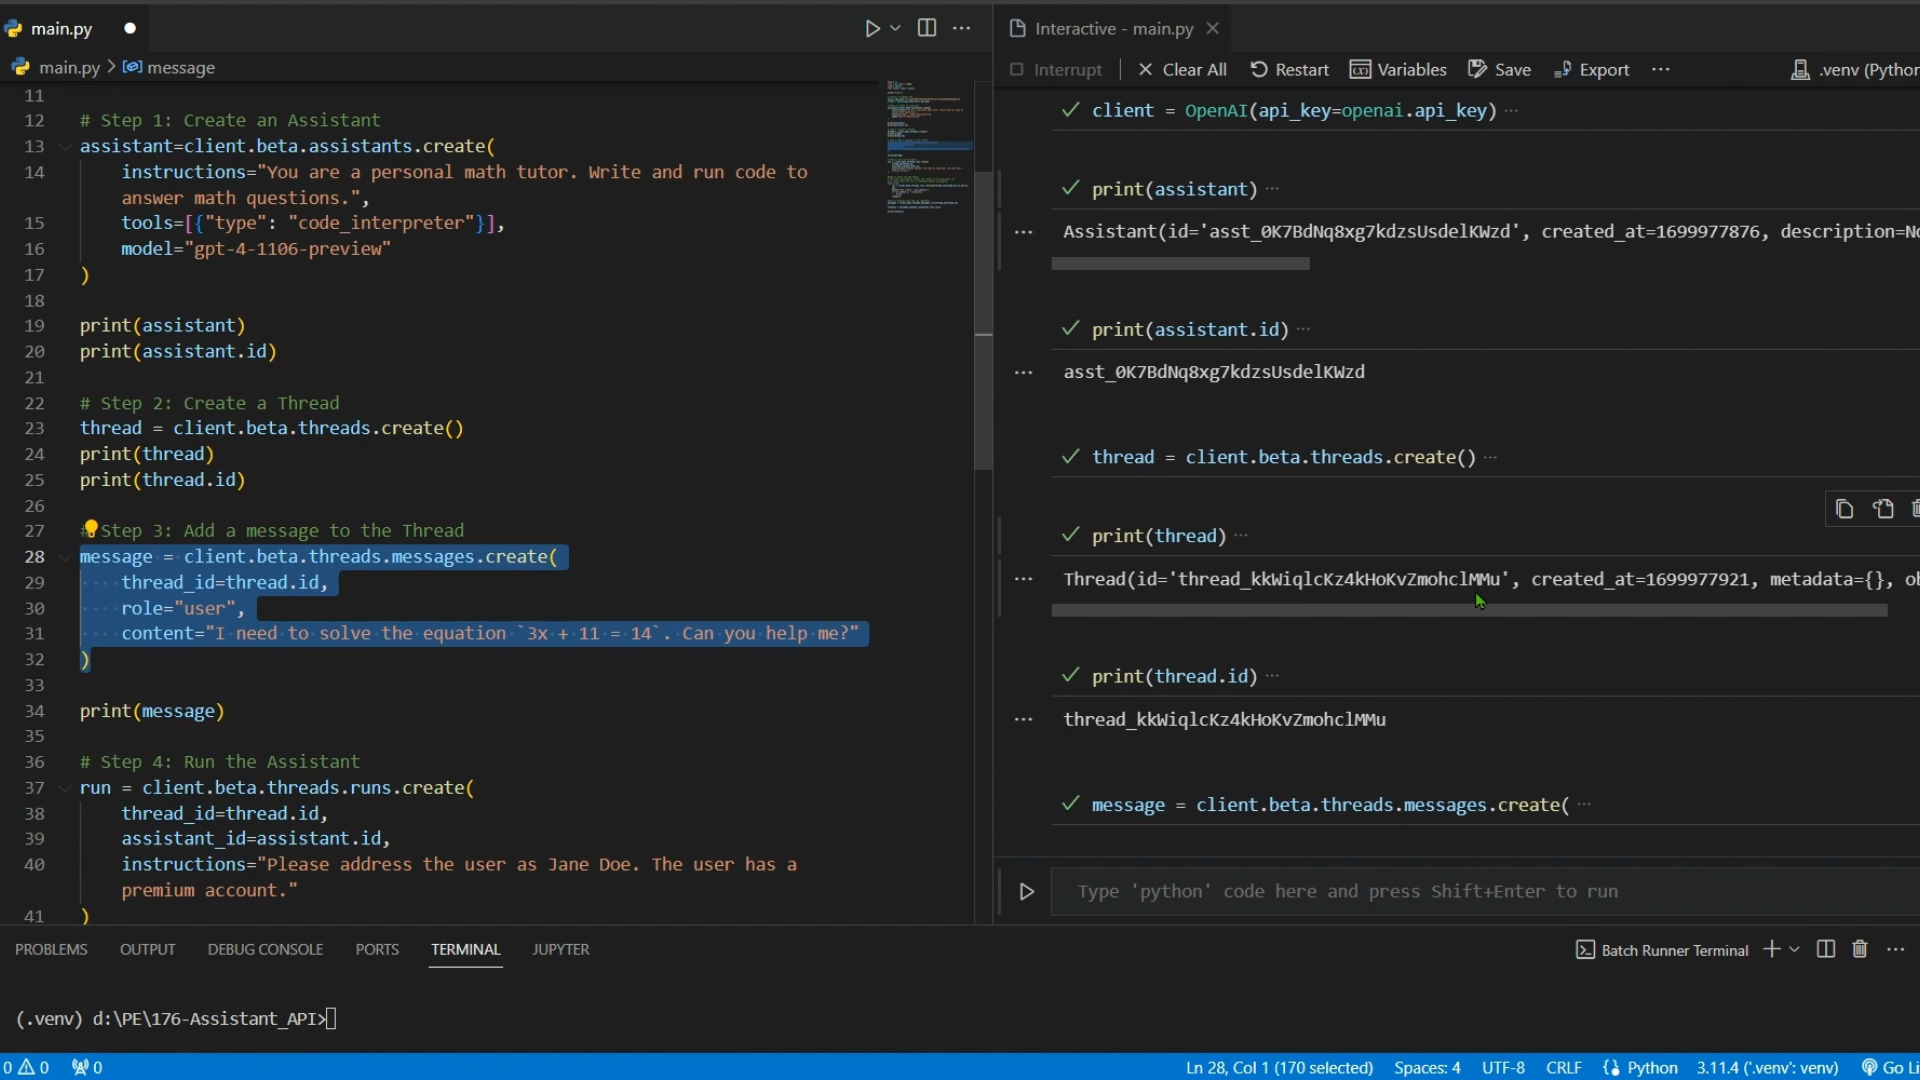 main.py
main.py > message
11
12 # Step 1: Create an Assistant
13 assistant=client.beta.assistants.create(
14 instructions="You are a personal math tutor. Write and run code to
answer math questions.",
15 tools=[{"type": "code_interpreter"}],
16 model="gpt-4-1106-preview"
17 )
18
19 print(assistant)
20 print(assistant.id)
21
22 # Step 2: Create a Thread
23 thread = client.beta.threads.create()
24 print(thread)
25 print(thread.id)
26
27 # Step 3: Add a message to the Thread
28 message = client.beta.threads.messages.create(
29 thread_id=thread.id,
30 role="user",
31 content="I need to solve the equation `3x + 11 = 14`. Can you help me?"
32 )
33
34 print(message)
35
36 # Step 4: Run the Assistant
37 run = client.beta.threads.runs.create(
38 thread_id=thread.id,
39 assistant_id=assistant.id,
40 instructions="Please address the user as Jane Doe. The user has a
premium account."
41 )
Interactive - main.py
Interrupt Clear All Restart Variables Save Export ··· .venv (Python
client = OpenAI(api_key=openai.api_key) ···
print(assistant) ···
Assistant(id='asst_0K7BdNq8xg7kdzsUsdelKWzd', created_at=1699977876, description=No
print(assistant.id) ···
asst_0K7BdNq8xg7kdzsUsdelKWzd
thread = client.beta.threads.create() ···
print(thread) ···
Thread(id='thread_kkWiqlcKz4kHoKvZmohclMMu', created_at=1699977921, metadata={}, ob
print(thread.id) ···
thread_kkWiqlcKz4kHoKvZmohclMMu
message = client.beta.threads.messages.create( ···
Type 'python' code here and press Shift+Enter to run
PROBLEMS OUTPUT DEBUG CONSOLE PORTS TERMINAL JUPYTER
Batch Runner Terminal
(.venv) d:\PE\176-Assistant_API>
0 0 0 Ln 28, Col 1 (170 selected) Spaces: 4 UTF-8 CRLF Python 3.11.4 ('.venv': venv) Go Li